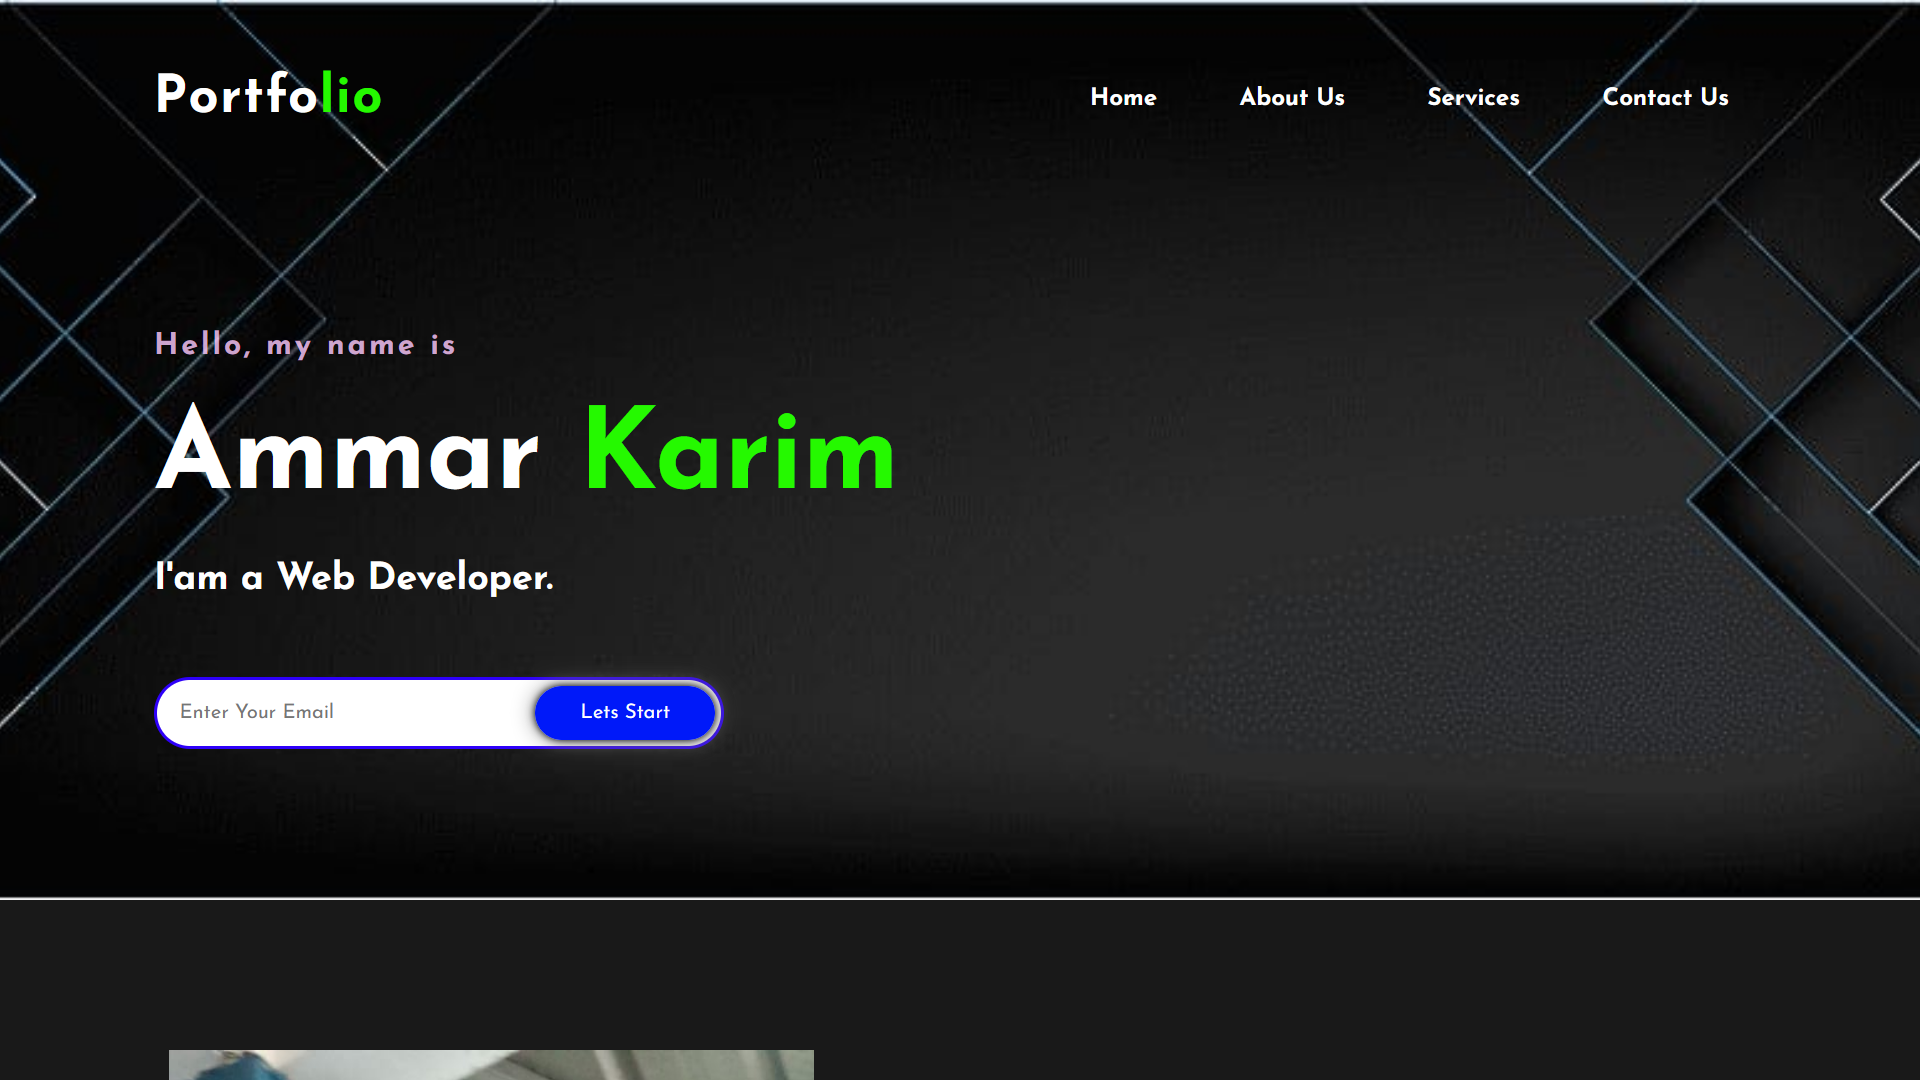 Portfolio
Home About Us Services Contact Us
Hello, my name is
Ammar Karim
I'am a Web Developer.
Enter Your Email Lets Start